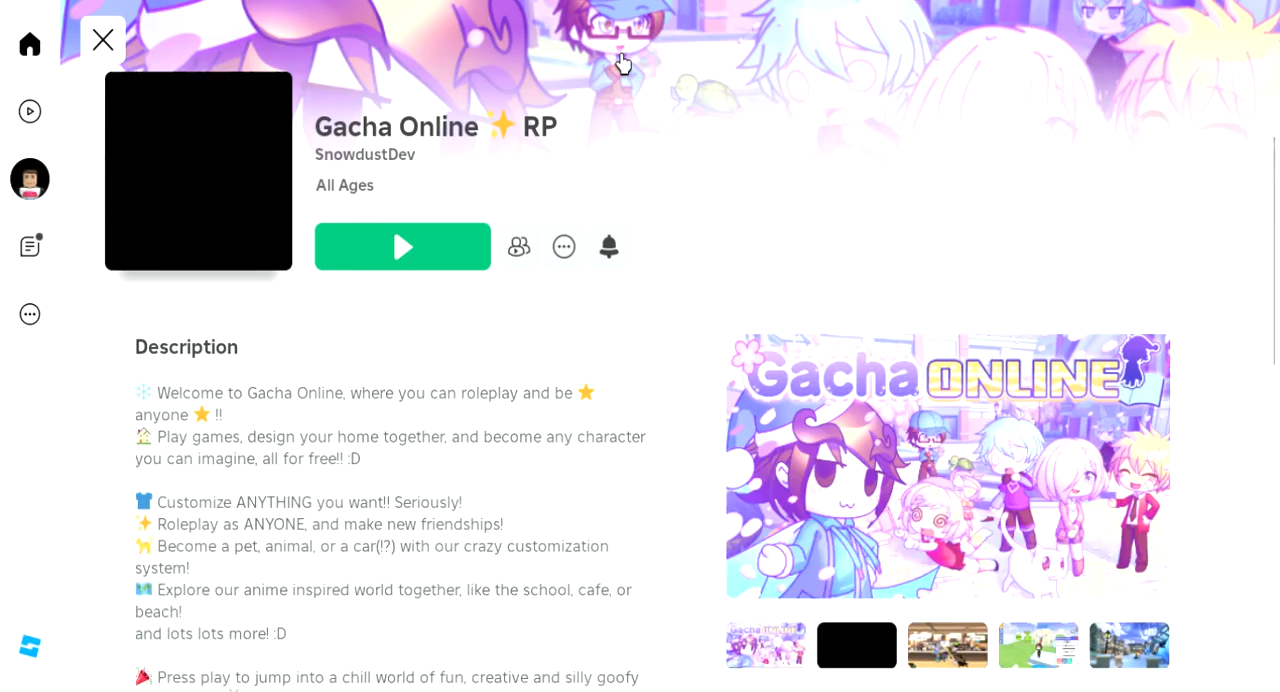 Gacha Online ✨ RP
SnowdustDev
All Ages
Description
❄️ Welcome to Gacha Online, where you can roleplay and be ⭐
anyone ⭐ !!
🏠 Play games, design your home together, and become any character
you can imagine, all for free!! :D
👕 Customize ANYTHING you want!! Seriously!
✨ Roleplay as ANYONE, and make new friendships!
🐕 Become a pet, animal, or a car(!?) with our crazy customization
system!
🗺️ Explore our anime inspired world together, like the school, cafe, or
beach!
and lots lots more! :D
🎉 Press play to jump into a chill world of fun, creative and silly goofy
Gacha ONLINE
Gacha ONLINE